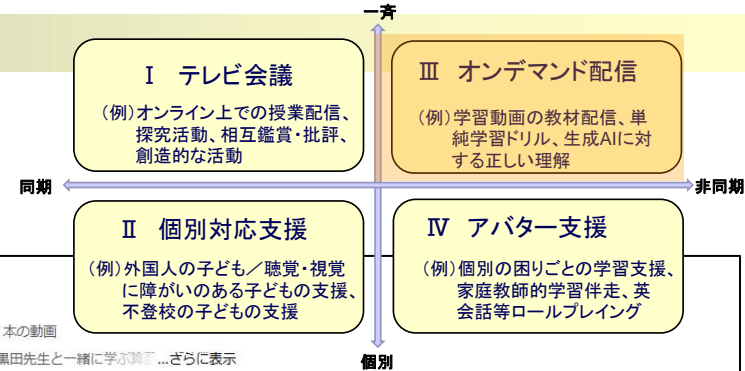 一斉
Ⅰ テレビ会議
(例)オンライン上での授業配信、
探究活動、相互鑑賞・批評、
創造的な活動
Ⅲ オンデマンド配信
(例)学習動画の教材配信、単
純学習ドリル、生成AIに対
する正しい理解
同期
非同期
Ⅱ 個別対応支援
(例)外国人の子ども／聴覚・視覚
に障がいのある子どもの支援、
不登校の子どもの支援
Ⅳ アバター支援
(例)個別の困りごとの学習支援、
家庭教師的学習伴走、英
会話等ロールプレイング
本の動画
黒田先生と一緒に学ぶ ...さらに表示
個別